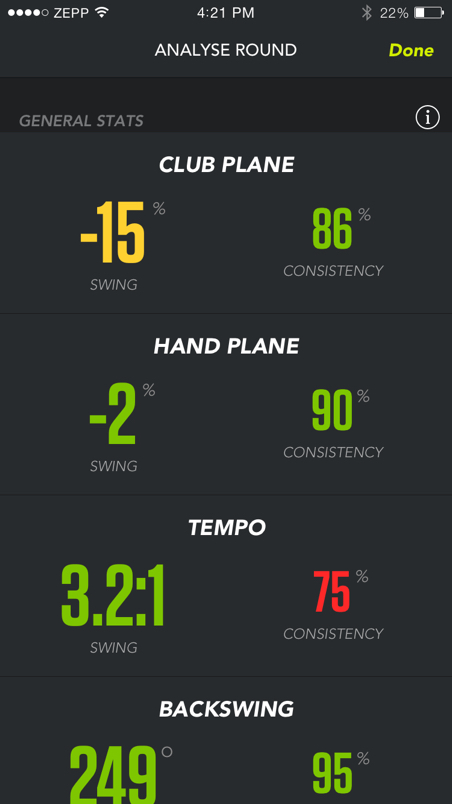 ZEPP 4:21 PM 22%
ANALYSE ROUND Done
GENERAL STATS i
CLUB PLANE
-15% 86%
SWING CONSISTENCY
HAND PLANE
-2% 90%
SWING CONSISTENCY
TEMPO
3.2:1 75%
SWING CONSISTENCY
BACKSWING
249° 95%